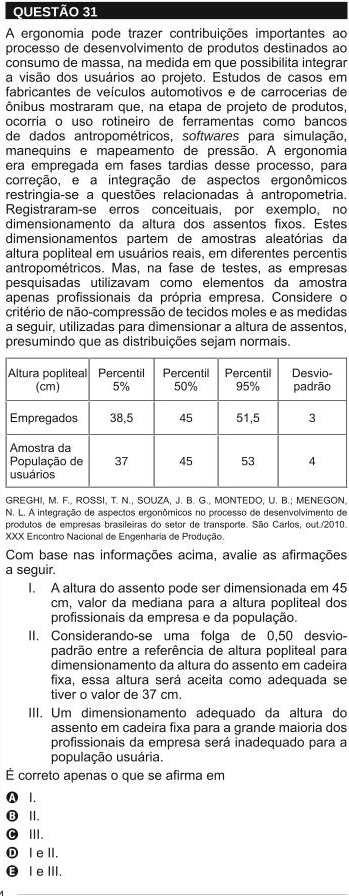 QUESTÃO 31
A ergonomia pode trazer contribuições importantes ao
processo de desenvolvimento de produtos destinados ao
consumo de massa, na medida em que possibilita integrar
a visão dos usuários ao projeto. Estudos de casos em
fabricantes de veículos automotivos e de carrocerias de
ônibus mostraram que, na etapa de projeto de produtos,
ocorria o uso rotineiro de ferramentas como bancos
de dados antropométricos, softwares para simulação,
manequins e mapeamento de pressão. A ergonomia
era empregada em fases tardias desse processo, para
correção, e a integração de aspectos ergonômicos
restringia-se a questões relacionadas à antropometria.
Registraram-se erros conceituais, por exemplo, no
dimensionamento da altura dos assentos fixos. Estes
dimensionamentos partem de amostras aleatórias da
altura popliteal em usuários reais, em diferentes percentis
antropométricos. Mas, na fase de testes, as empresas
pesquisadas utilizavam como elementos da amostra
apenas profissionais da própria empresa. Considere o
critério de não-compressão de tecidos moles e as medidas
a seguir, utilizadas para dimensionar a altura de assentos,
presumindo que as distribuições sejam normais.
Altura popliteal (cm) Percentil 5% Percentil 50% Percentil 95% Desvio-padrão
Empregados 38,5 45 51,5 3
Amostra da População de usuários 37 45 53 4
GREGHI, M. F., ROSSI, T. N., SOUZA, J. B. G., MONTEDO, U. B.; MENEGON,
N. L. A integração de aspectos ergonômicos no processo de desenvolvimento de
produtos de empresas brasileiras do setor de transporte. São Carlos, out./2010.
XXX Encontro Nacional de Engenharia de Produção.
Com base nas informações acima, avalie as afirmações
a seguir.
I. A altura do assento pode ser dimensionada em 45
cm, valor da mediana para a altura popliteal dos
profissionais da empresa e da população.
II. Considerando-se uma folga de 0,50 desvio-
padrão entre a referência de altura popliteal para
dimensionamento da altura do assento em cadeira
fixa, essa altura será aceita como adequada se
tiver o valor de 37 cm.
III. Um dimensionamento adequado da altura do
assento em cadeira fixa para a grande maioria dos
profissionais da empresa será inadequado para a
população usuária.
É correto apenas o que se afirma em
A I.
B II.
C III.
D I e II.
E I e III.